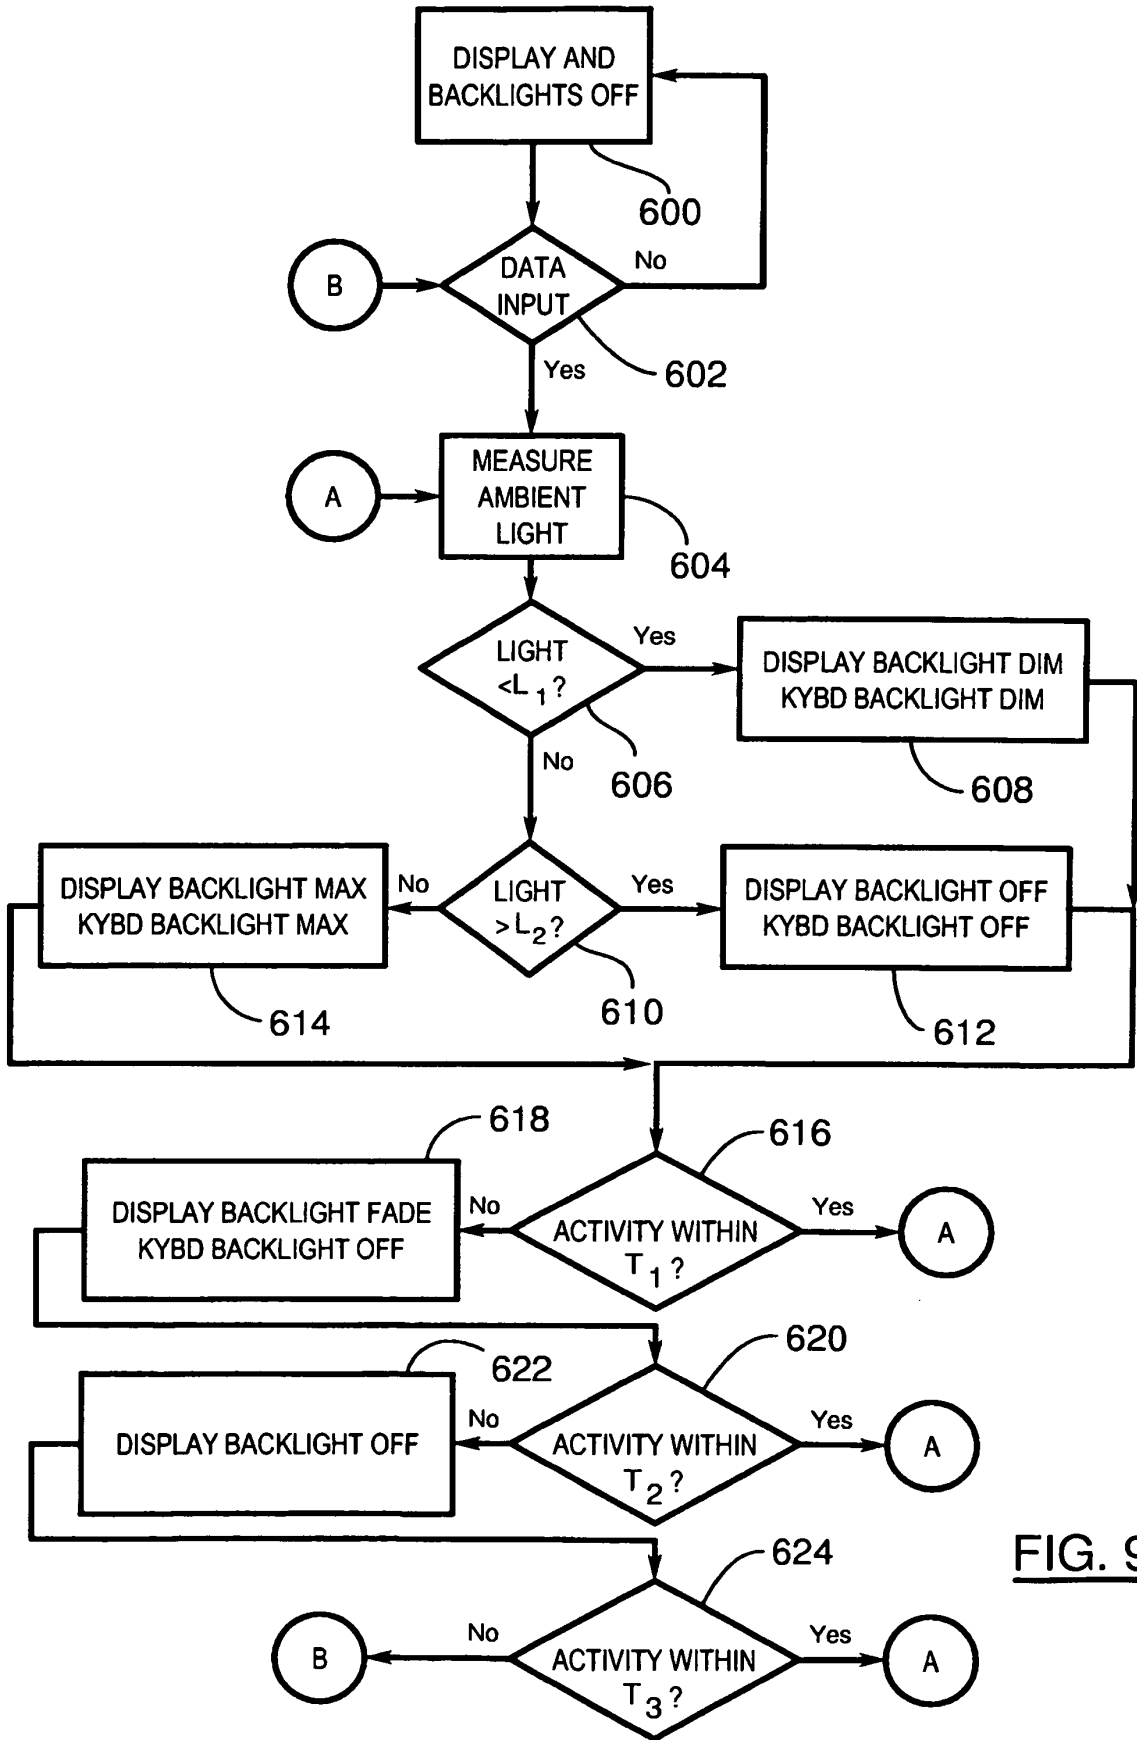 DISPLAY AND
BACKLIGHTS OFF
600
B
DATA
INPUT
No
602
Yes
A
MEASURE
AMBIENT
LIGHT
604
LIGHT
<L1?
Yes
DISPLAY BACKLIGHT DIM
KYBD BACKLIGHT DIM
606
608
No
DISPLAY BACKLIGHT MAX
KYBD BACKLIGHT MAX
No
LIGHT
>L2?
Yes
DISPLAY BACKLIGHT OFF
KYBD BACKLIGHT OFF
614
610
612
618
616
DISPLAY BACKLIGHT FADE
KYBD BACKLIGHT OFF
No
ACTIVITY WITHIN
T1?
Yes
A
622
620
DISPLAY BACKLIGHT OFF
No
ACTIVITY WITHIN
T2?
Yes
A
624
FIG. 9
B
No
ACTIVITY WITHIN
T3?
Yes
A